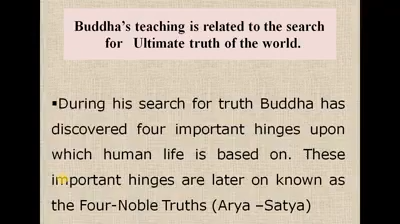 Buddha's teaching is related to the search
for Ultimate truth of the world.
▪During his search for truth Buddha has
discovered four important hinges upon
which human life is based on. These
important hinges are later on known as
the Four-Noble Truths (Arya –Satya)